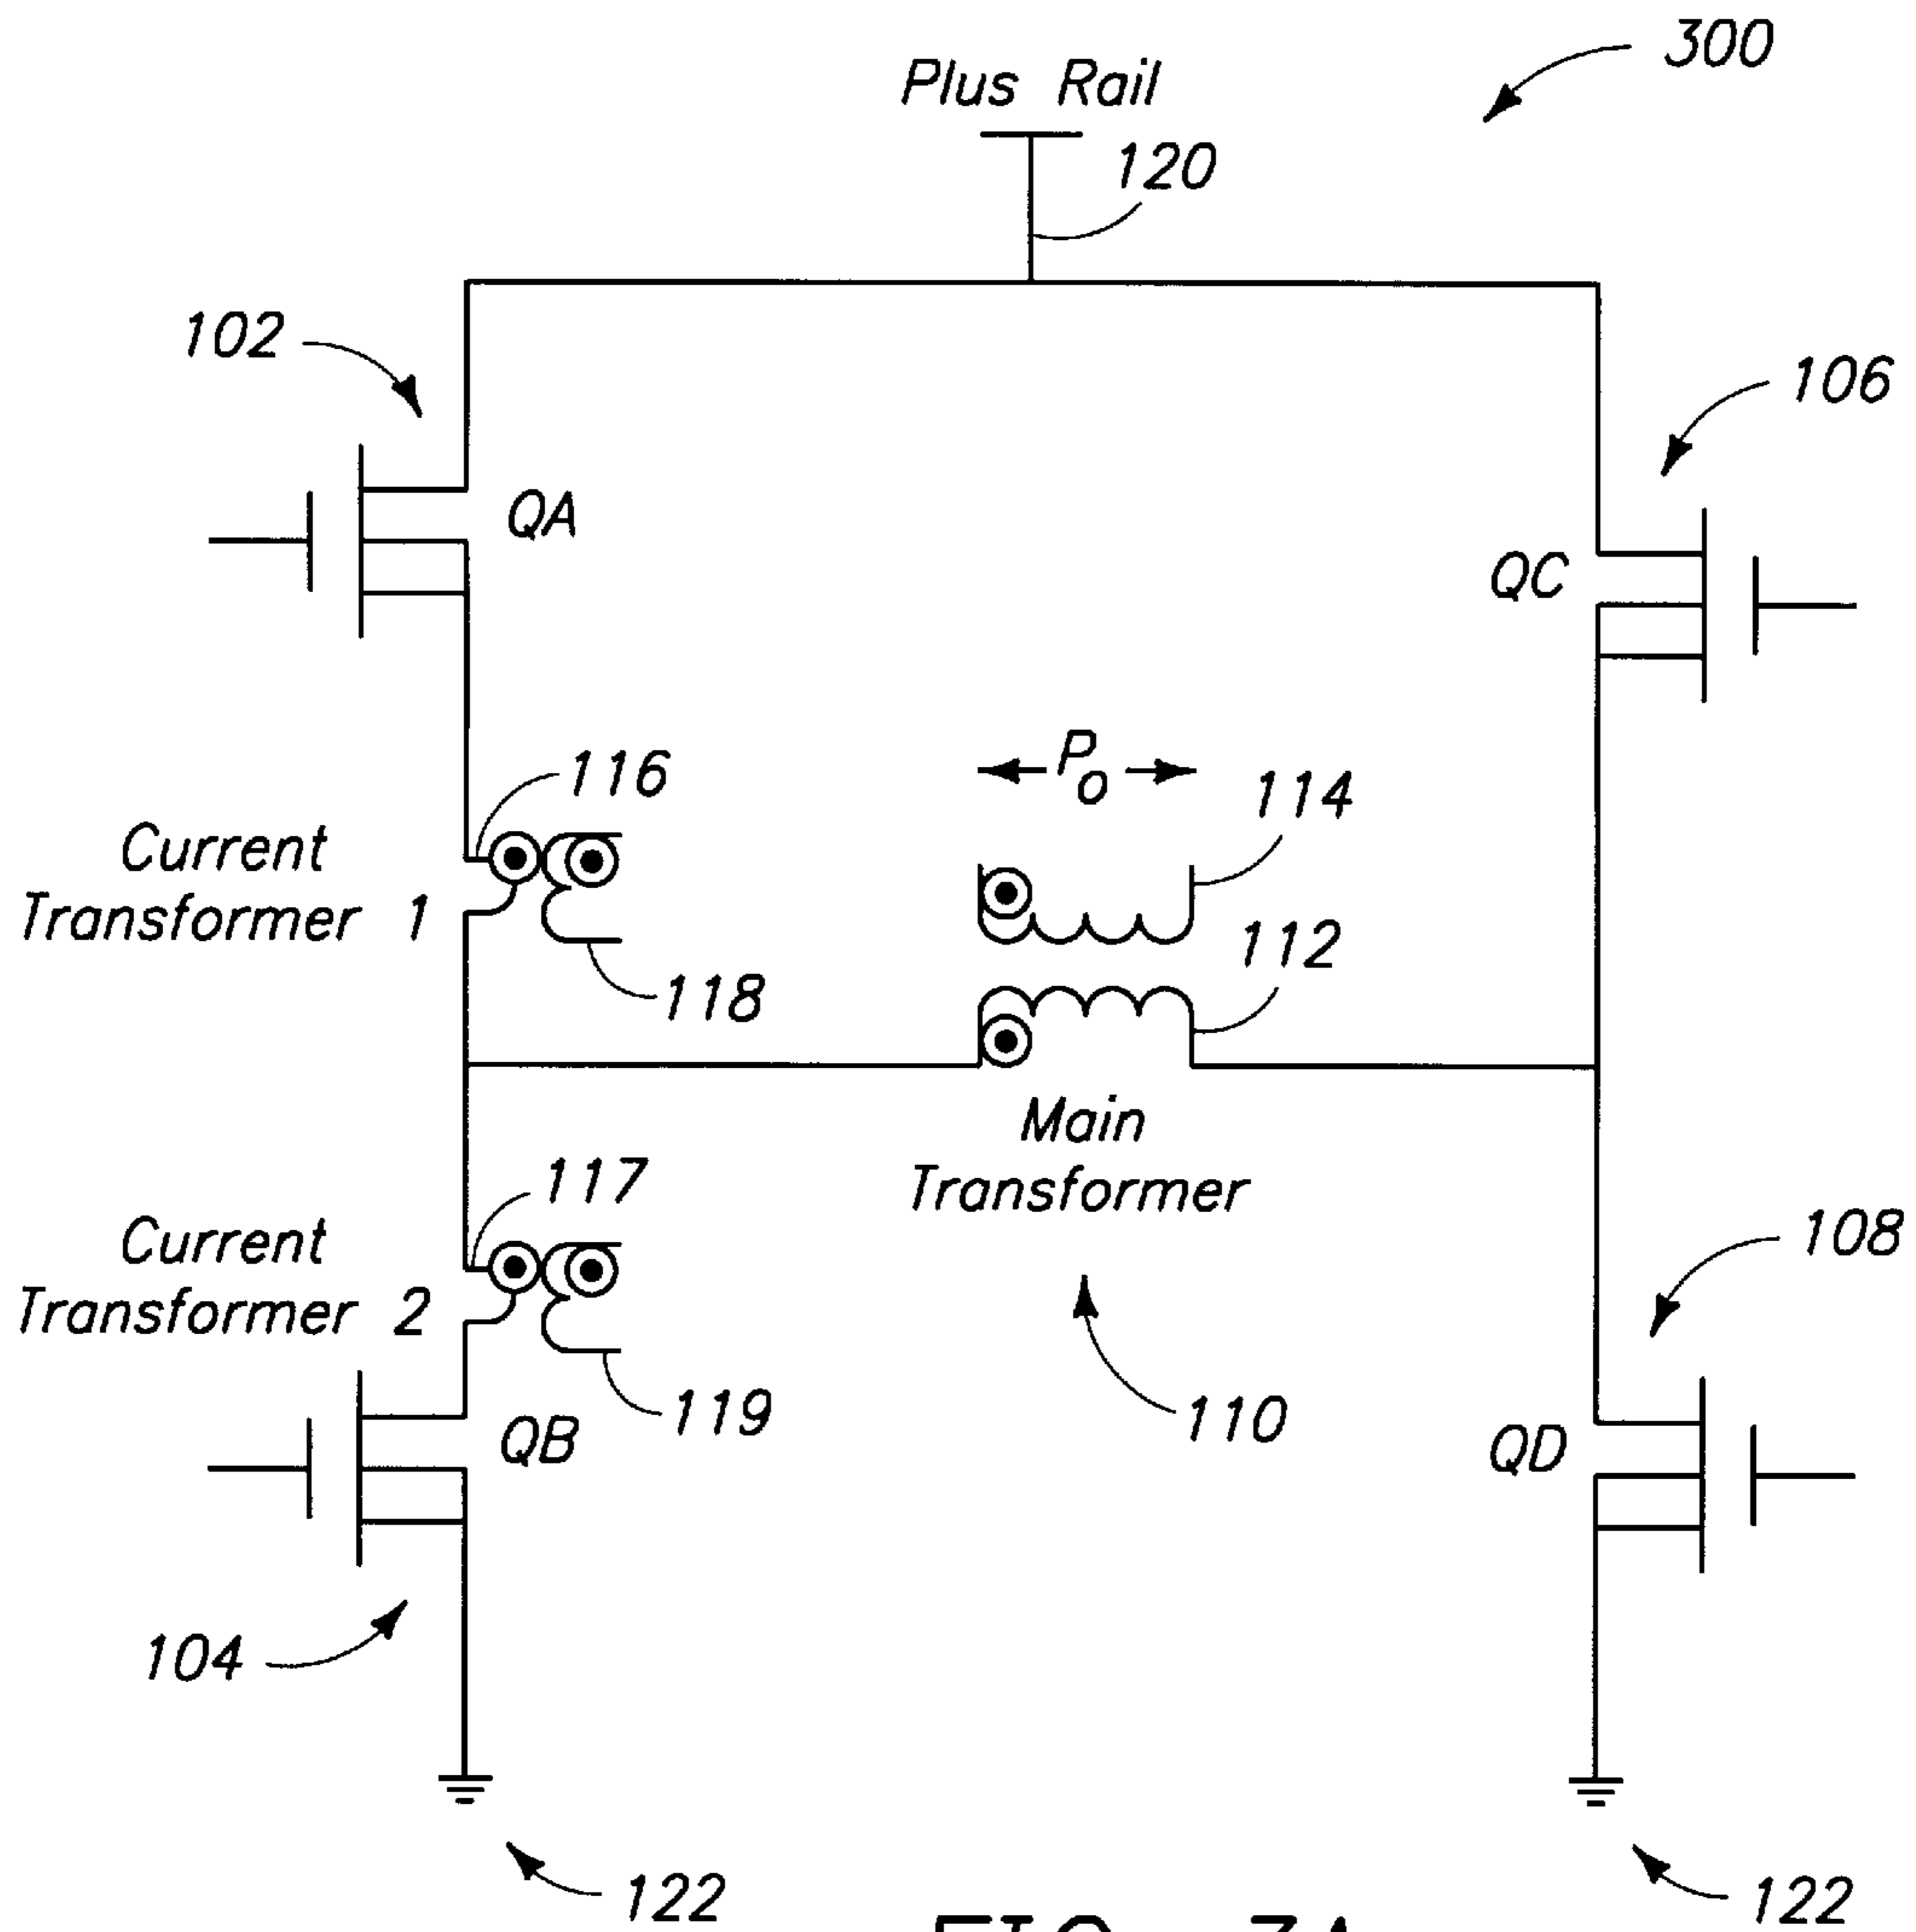 300
Plus Rail
120
102
106
QA
QC
P
O
116
114
Current
Transformer 1
112
118
Main
Transformer
117
Current
Transformer 2
108
119
110
QB
QD
104
122
122